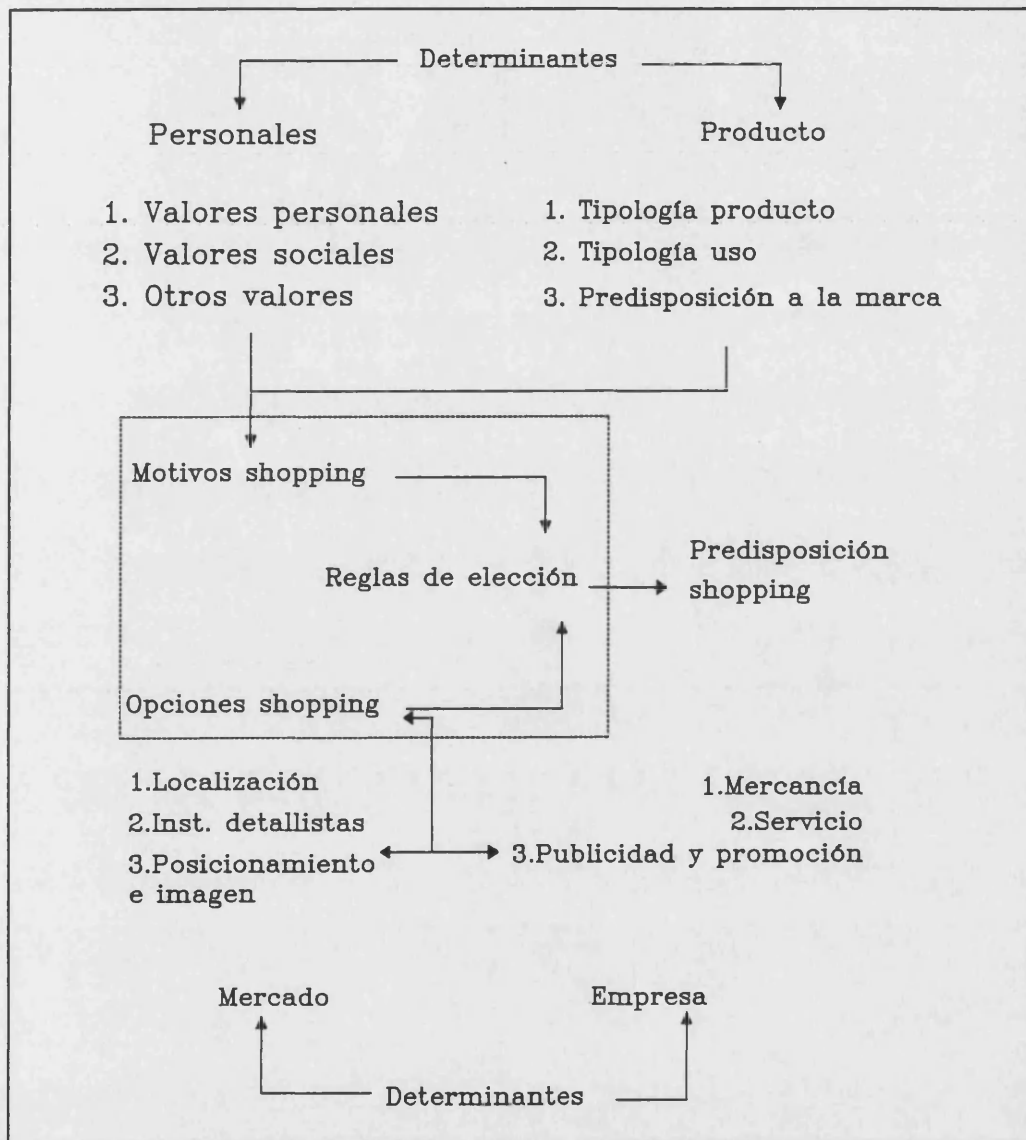 Determinantes
Personales
Producto
1. Valores personales
2. Valores sociales
3. Otros valores
1. Tipología producto
2. Tipología uso
3. Predisposición a la marca
Motivos shopping
Reglas de elección
Predisposición
shopping
Opciones shopping
1.Localización
2.Inst. detallistas
3.Posicionamiento
e imagen
1.Mercancía
2.Servicio
3.Publicidad y promoción
Mercado
Empresa
Determinantes